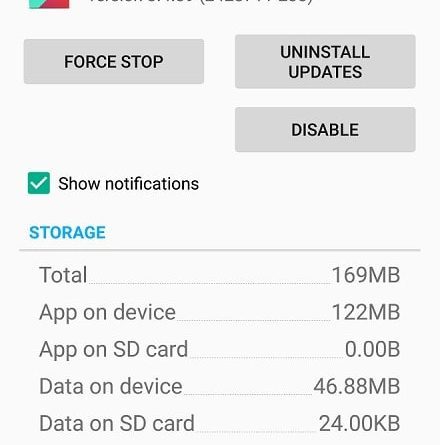 FORCE STOP
UNINSTALL
UPDATES
DISABLE
Show notifications
STORAGE
Total 169MB
App on device 122MB
App on SD card 0.00B
Data on device 46.88MB
Data on SD card 24.00KB